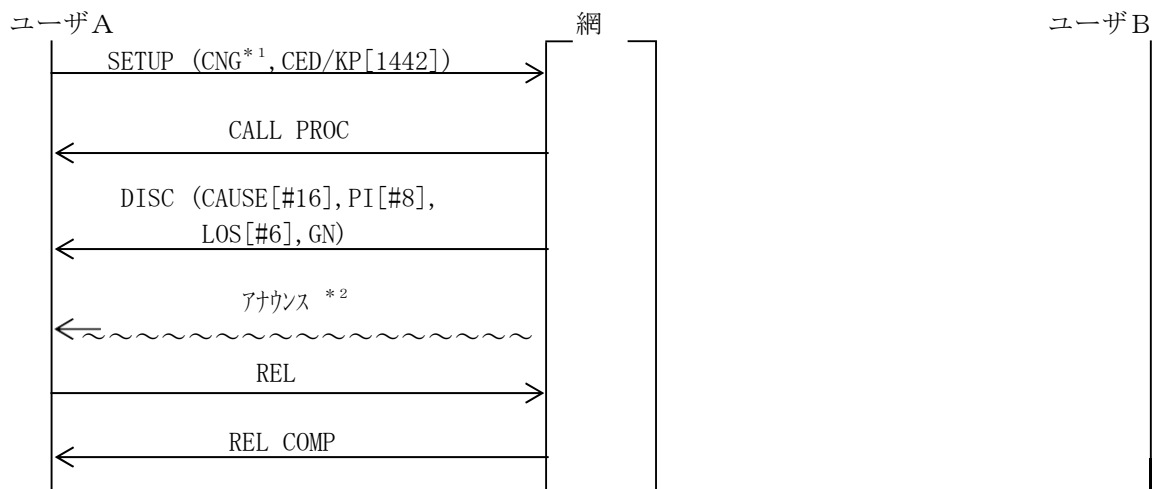 ユーザA
網
ユーザB
SETUP (CNG*1,CED/KP[1442])
CALL PROC
DISC (CAUSE[#16],PI[#8],
LOS[#6],GN)
ｱﾅｳﾝｽ *2
REL
REL COMP